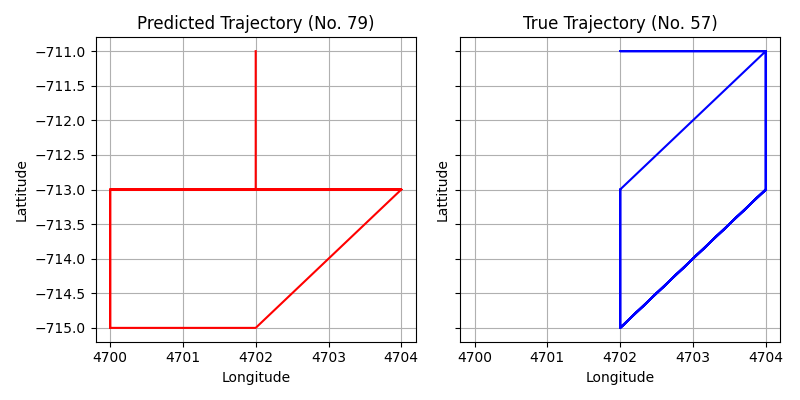 Predicted Trajectory (No. 79)
−711.0
−711.5
−712.0
−712.5
−713.0
−713.5
−714.0
−714.5
−715.0
Lattitude
4700 4701 4702 4703 4704
Longitude
True Trajectory (No. 57)
Lattitude
4700 4701 4702 4703 4704
Longitude